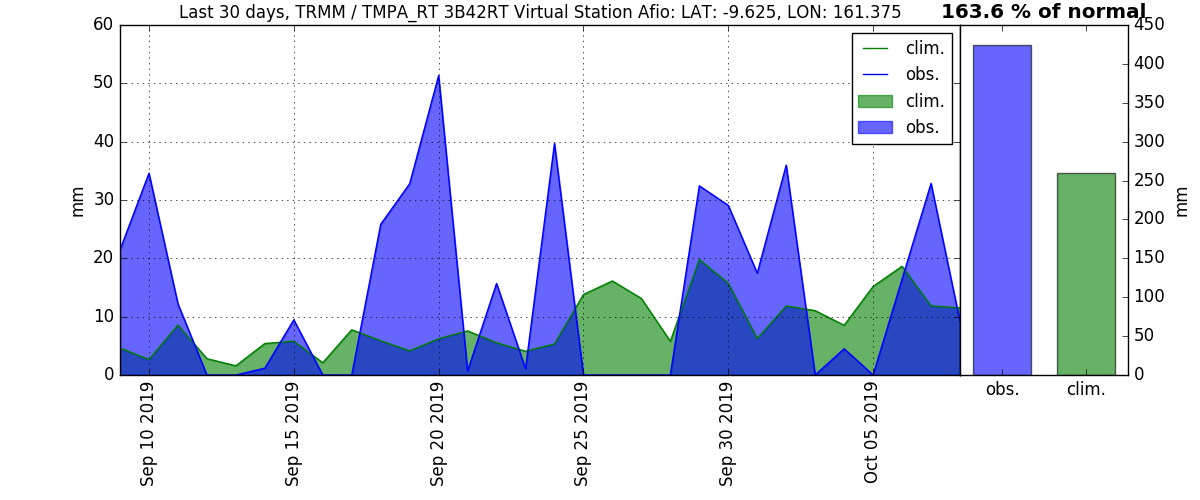 Last 30 days, TRMM / TMPA_RT 3B42RT Virtual Station Afio: LAT: -9.625, LON: 161.375
163.6 % of normal
60
50
40
30
20
10
0
mm
clim.
obs.
clim.
obs.
450
400
350
300
250
200
150
100
50
0
mm
Sep 10 2019
Sep 15 2019
Sep 20 2019
Sep 25 2019
Sep 30 2019
Oct 05 2019
obs.
clim.